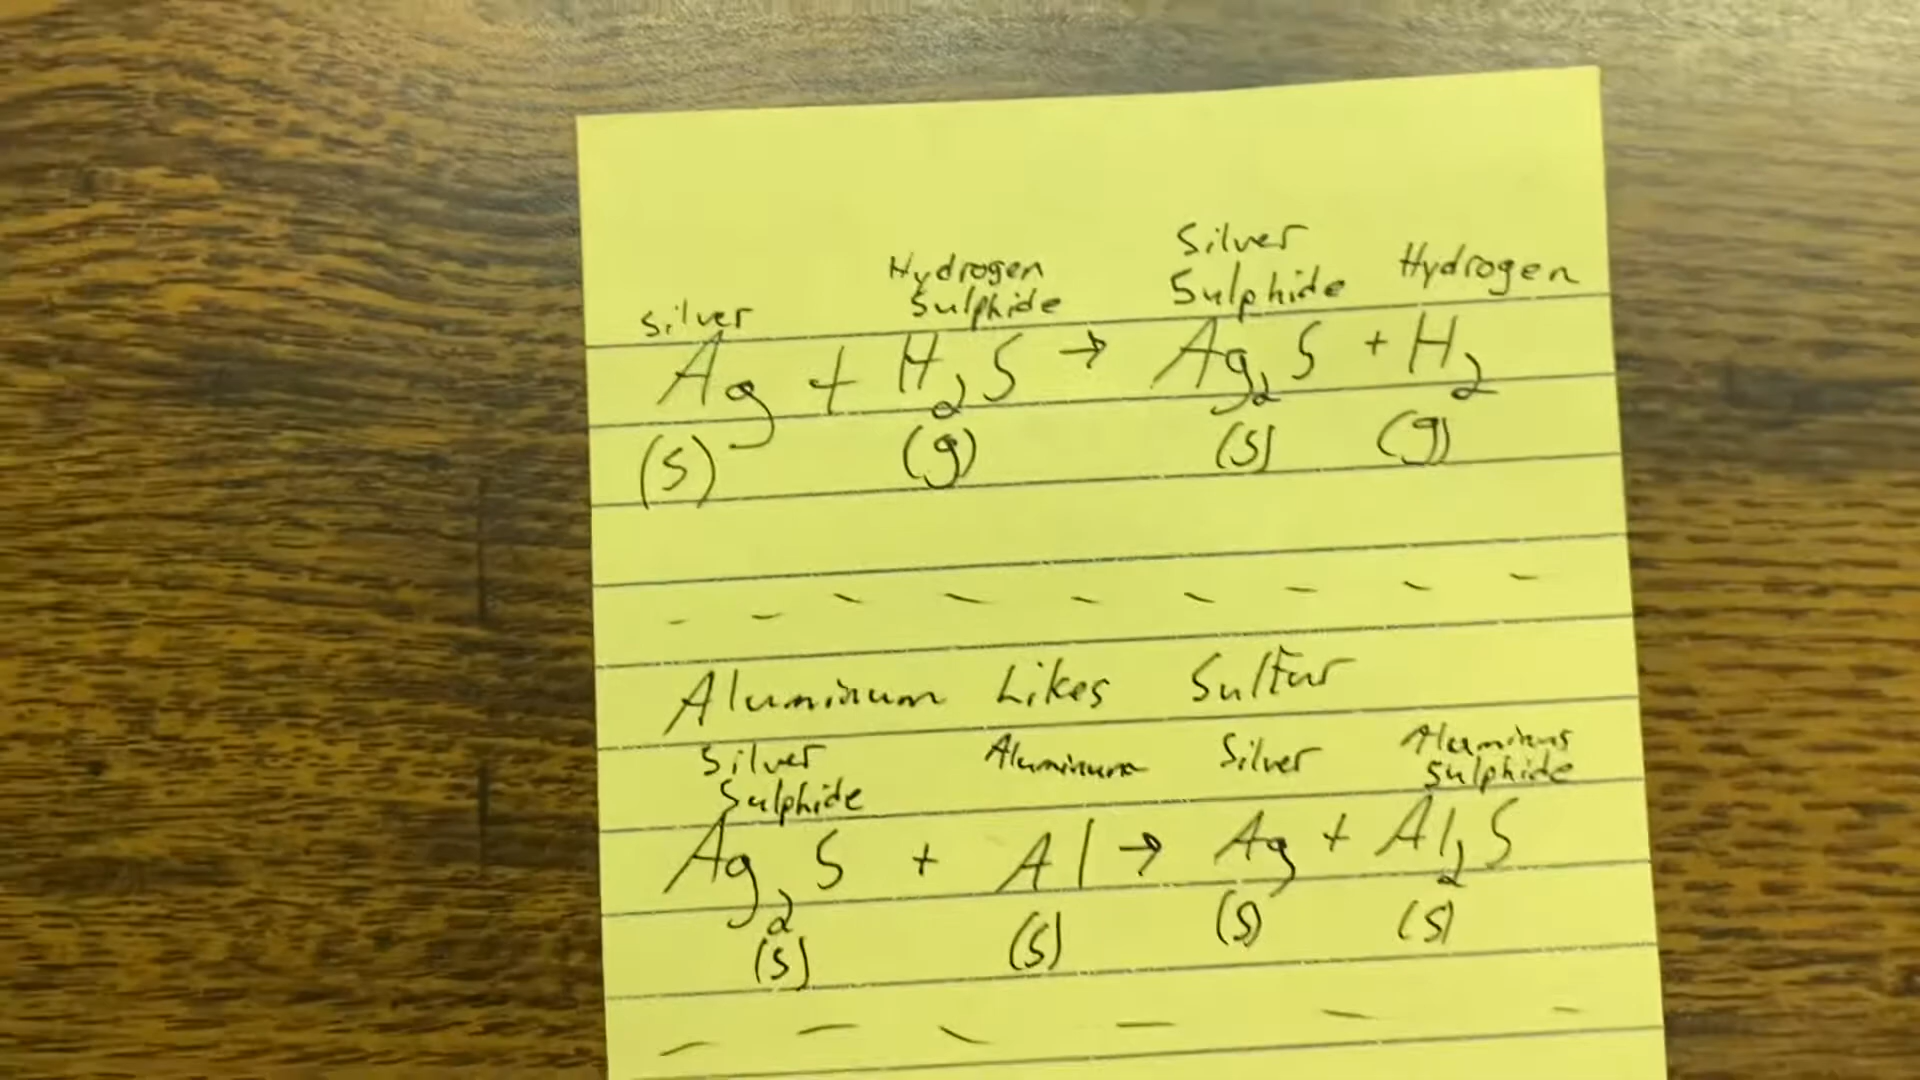 Silver Hydrogen Sulphide Silver Sulphide Hydrogen
Ag + H₂S → Ag₂S + H₂
(s) (g) (s) (g)
Aluminum Likes Sulfur
Silver Sulphide Aluminum Silver Aluminum Sulphide
Ag₂S + Al → Ag + Al₂S
(s) (s) (s) (s)